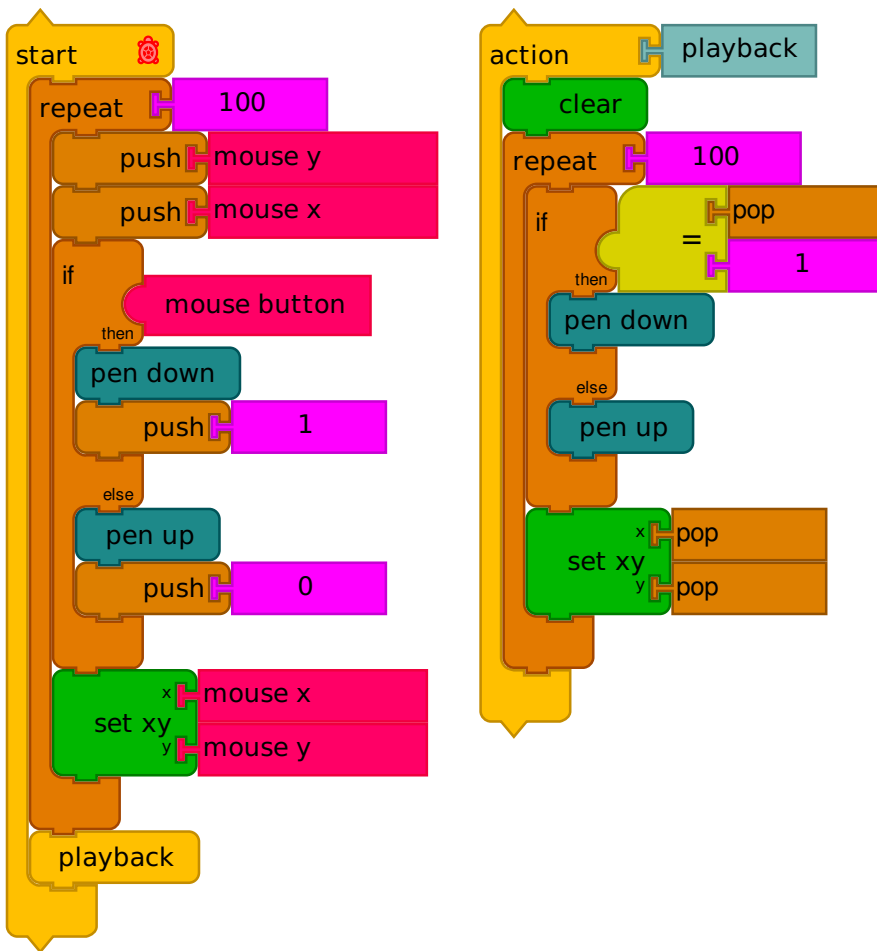 start
repeat 100
push mouse y
push mouse x
if
mouse button
then
pen down
push 1
else
pen up
push 0
x mouse x
set xy
y mouse y
playback
action playback
clear
repeat 100
if
pop
=
1
then
pen down
else
pen up
x pop
set xy
y pop